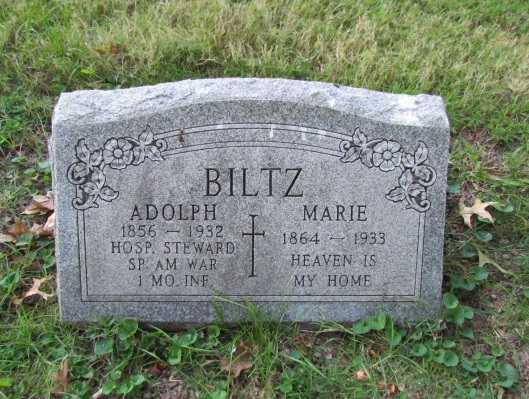 BILTZ
ADOLPH
1856 — 1932
HOSP. STEWARD
SP. AM WAR
1 MO. INF.
MARIE
1864 — 1933
HEAVEN IS
MY HOME